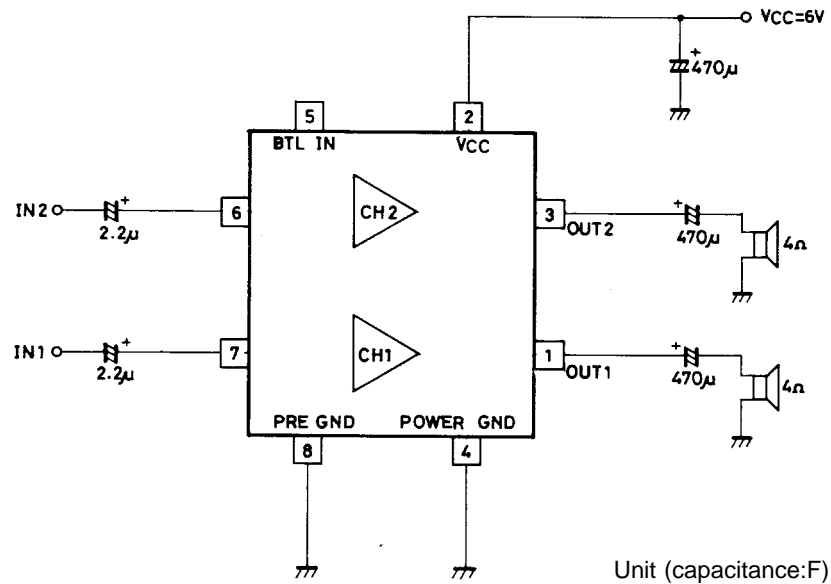 VCC=6V
+
470μ
5
2
BTL IN
VCC
IN2
+
2.2μ
6
CH2
3
OUT2
+
470μ
4Ω
IN1
+
2.2μ
7
CH1
1
OUT1
+
470μ
4Ω
PRE GND
POWER GND
8
4
Unit (capacitance:F)